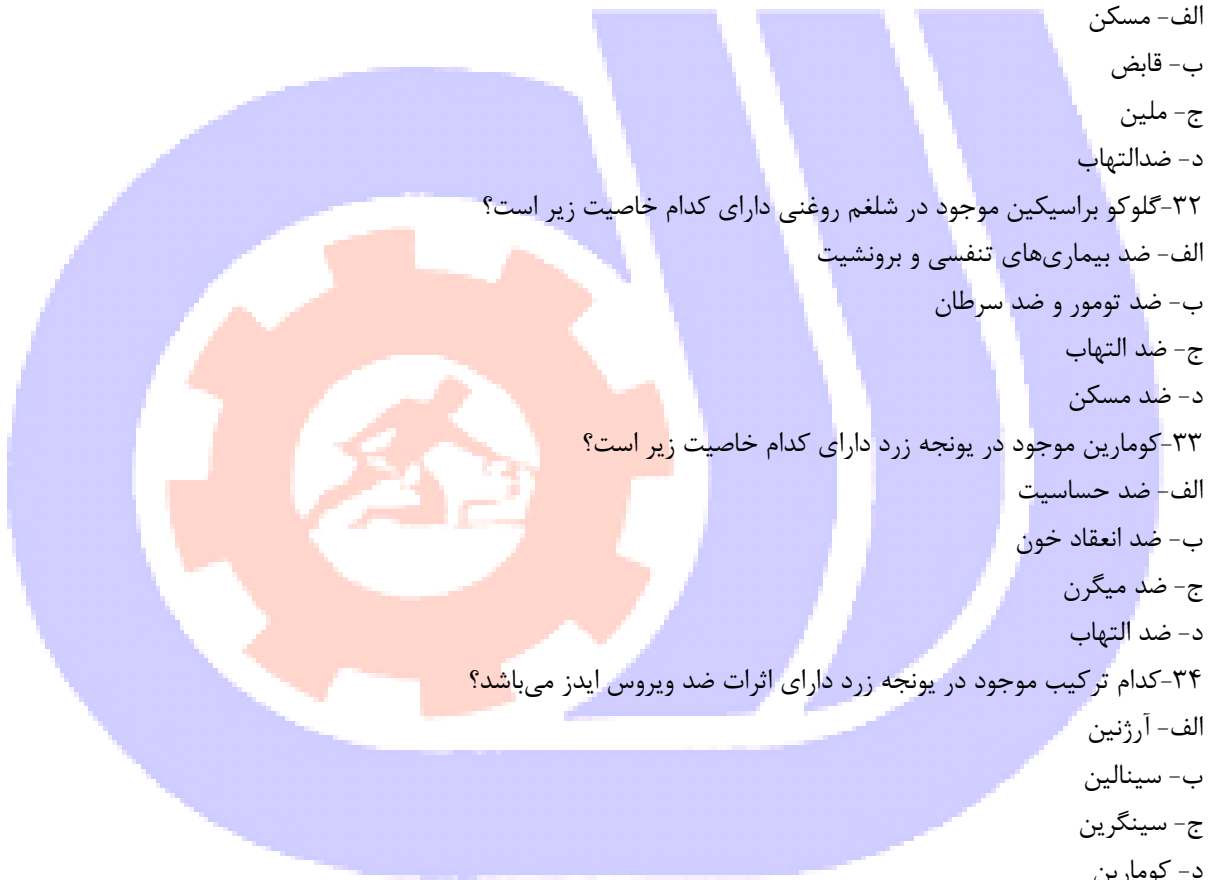 الف- مسکن
ب- قابض
ج- ملین
د- ضدالتهاب
۳۲-گلوکو براسیکین موجود در شلغم روغنی دارای کدام خاصیت زیر است؟
الف- ضد بیماری‌های تنفسی و برونشیت
ب- ضد تومور و ضد سرطان
ج- ضد التهاب
د- ضد مسکن
۳۳-کومارین موجود در یونجه زرد دارای کدام خاصیت زیر است؟
الف- ضد حساسیت
ب- ضد انعقاد خون
ج- ضد میگرن
د- ضد التهاب
۳۴-کدام ترکیب موجود در یونجه زرد دارای اثرات ضد ویروس ایدز می‌باشد؟
الف- آرژنین
ب- سینالین
ج- سینگرین
د- کومارین